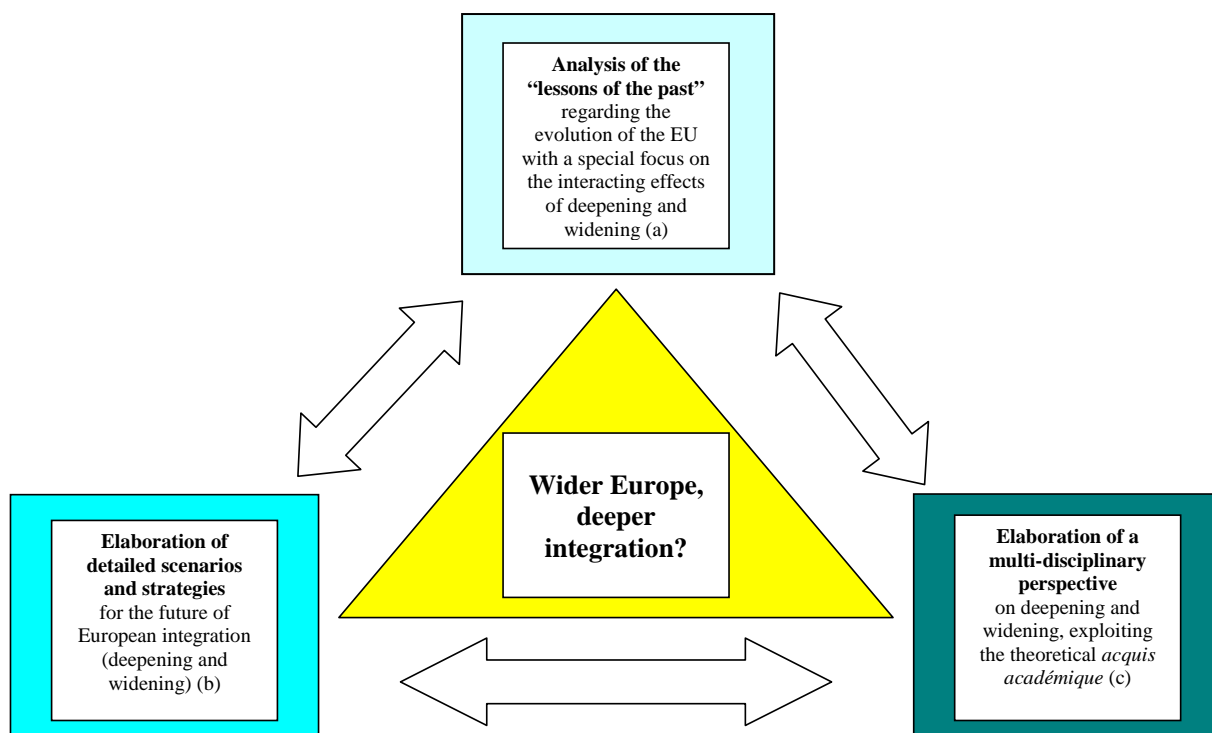 Analysis of the
“lessons of the past”
regarding the
evolution of the EU
with a special focus on
the interacting effects
of deepening and
widening (a)
Wider Europe,
deeper
integration?
Elaboration of
detailed scenarios
and strategies
for the future of
European integration
(deepening and
widening) (b)
Elaboration of a
multi-disciplinary
perspective
on deepening and
widening, exploiting
the theoretical acquis
académique (c)